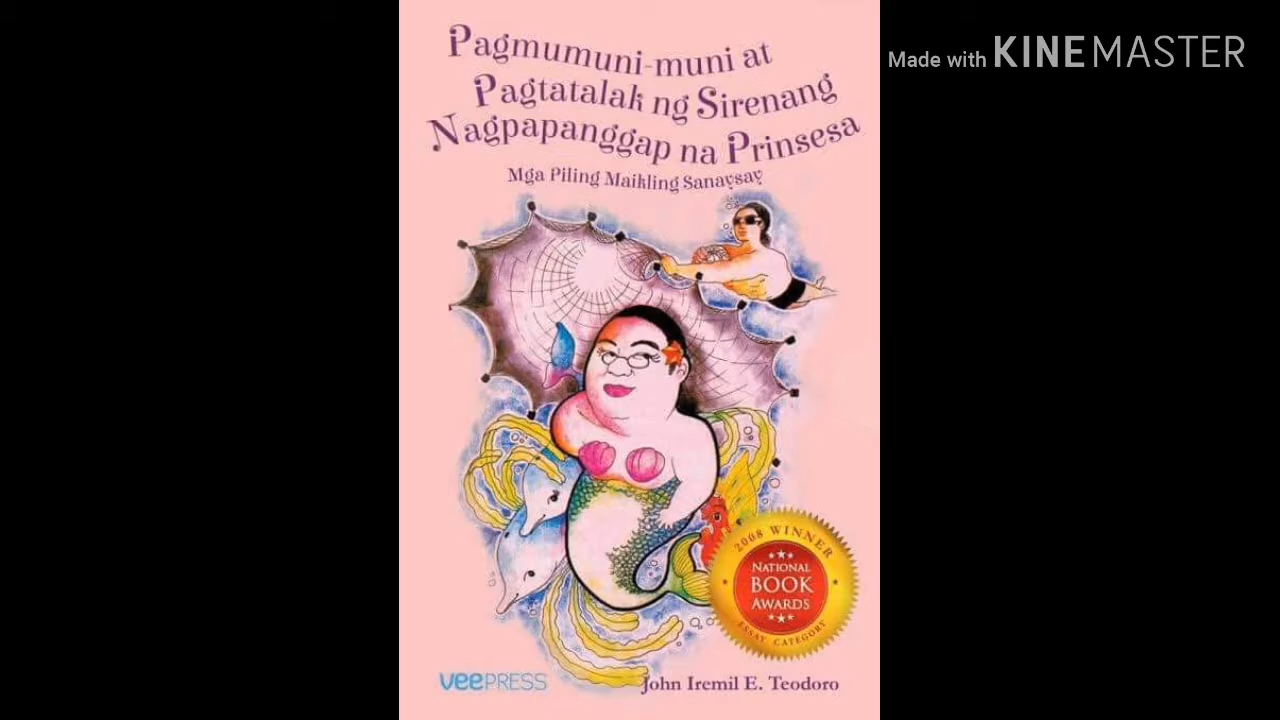 Pagmumuni-muni at
Pagtatalak ng Sirenang
Nagpapanggap na Prinsesa
Mga Piling Maikling Sanaysay
Made with KINEMASTER
2008 WINNER
NATIONAL
BOOK
AWARDS
ESSAY CATEGORY
VeePRESS
John Iremil E. Teodoro